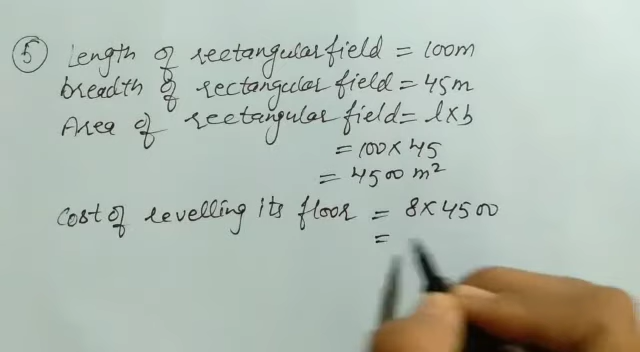 5 Length of rectangular field = 100m
breadth of rectangular field = 45m
Area of rectangular field = l×b
= 100×45
= 4500 m²
Cost of levelling its floor = 8×4500
=